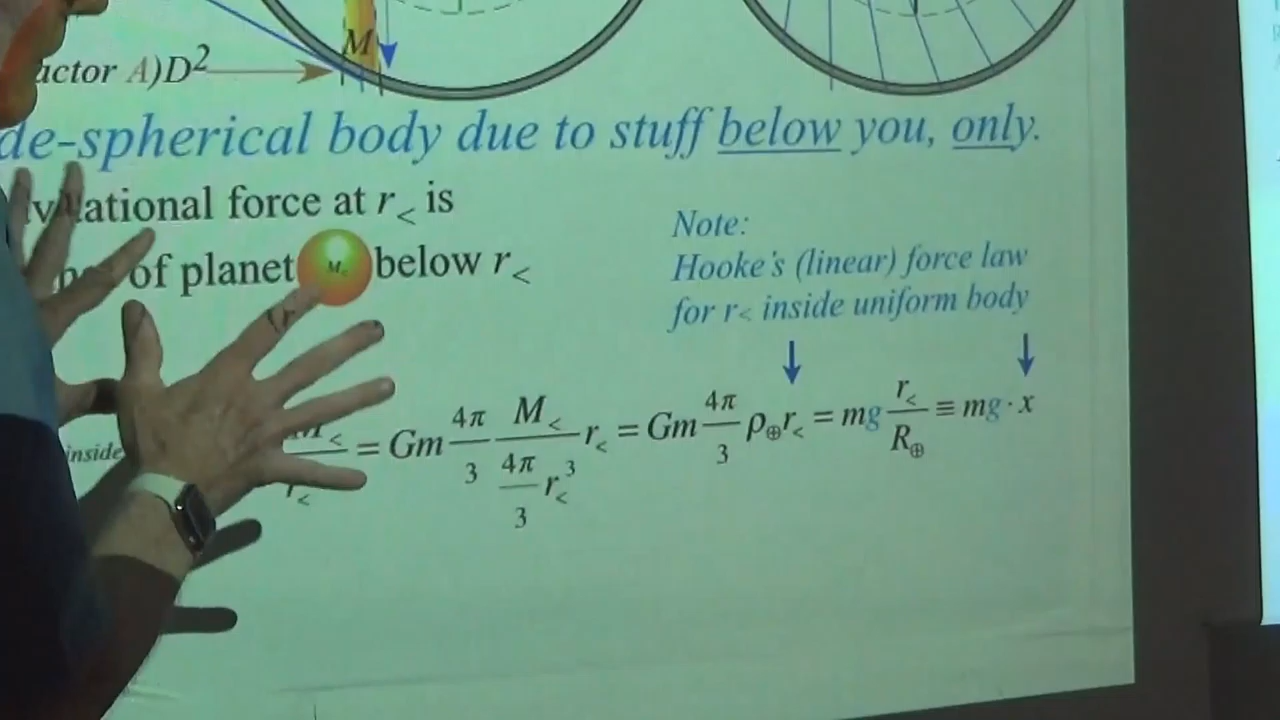 M
actor A)D²
de-spherical body due to stuff below you, only.
ational force at r< is
of planet M< below r<
Note:
Hooke's (linear) force law
for r< inside uniform body
inside
M< / r< = Gm 4π/3 M< / (4π/3 r<³) r< = Gm 4π/3 ρ⊕r< = mg r</R⊕ ≡ mg · x